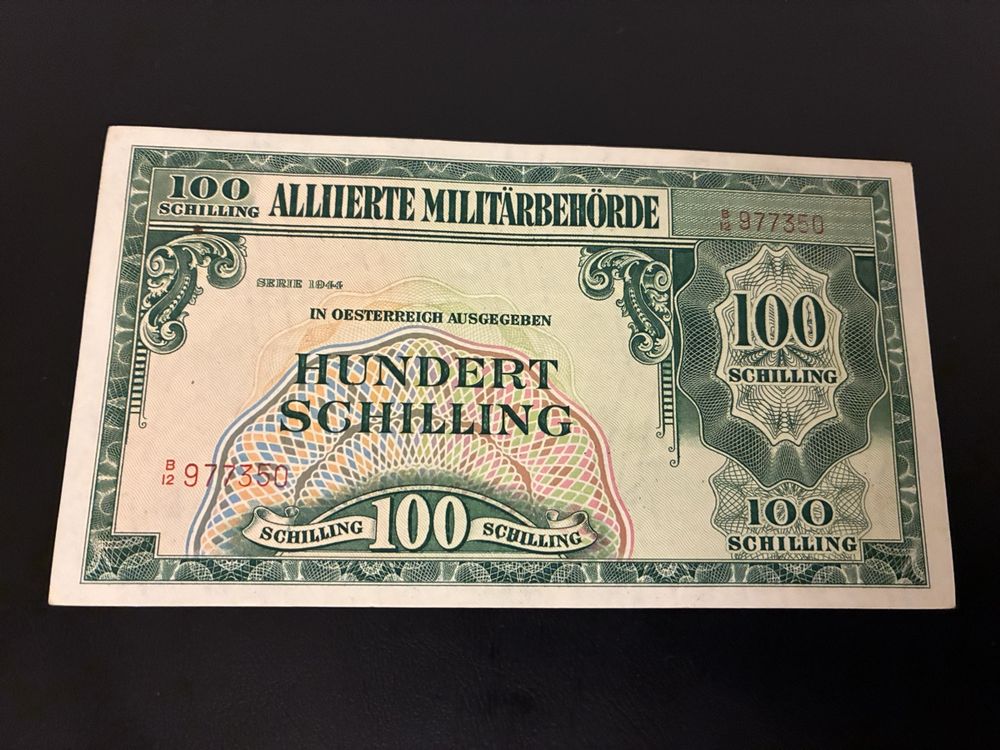 100
SCHILLING
ALLIIERTE MILITÄRBEHÖRDE
B
12 977350
SERIE 1944
IN OESTERREICH AUSGEGEBEN
HUNDERT
SCHILLING
100
SCHILLING
B
12 977350
SCHILLING 100 SCHILLING
100
SCHILLING